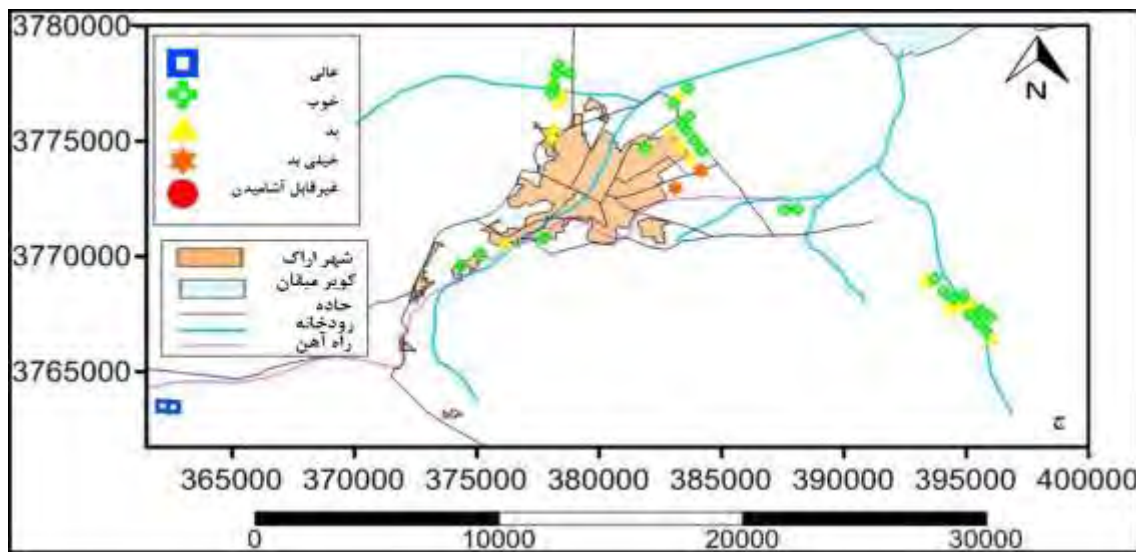 3780000
3775000
3770000
3765000
عالی
خوب
بد
خیلی بد
غیرقابل آشامیدن
شهر اراک
کویر میقان
جاده
رودخانه
راه آهن
N
ج
365000 370000 375000 380000 385000 390000 395000 400000
0 10000 20000 30000